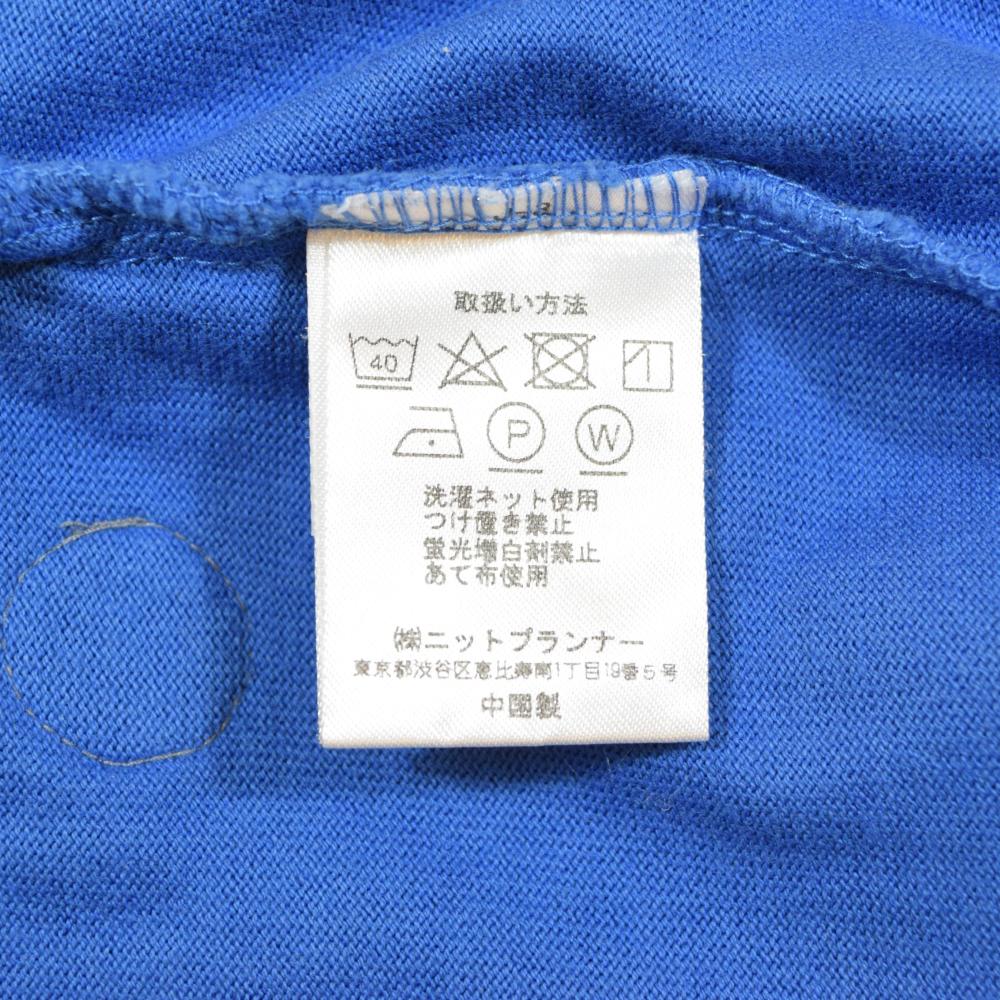 取扱い方法
40
P W
洗濯ネット使用
つけ置き禁止
蛍光増白剤禁止
あて布使用
㈱ニットプランナー
東京都渋谷区恵比寿南1丁目19番5号
中国製